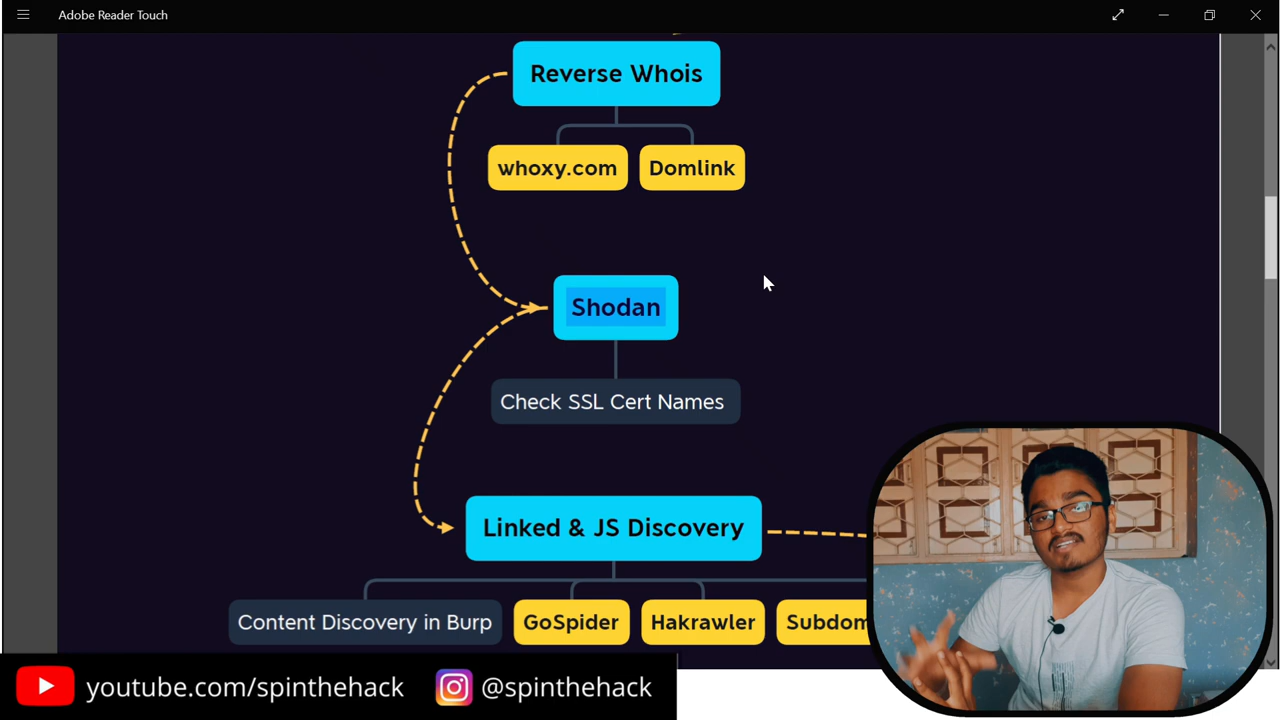 Adobe Reader Touch
Reverse Whois
whoxy.com
Domlink
Shodan
Check SSL Cert Names
Linked & JS Discovery
Content Discovery in Burp
GoSpider
Hakrawler
Subdom
youtube.com/spinthehack
@spinthehack